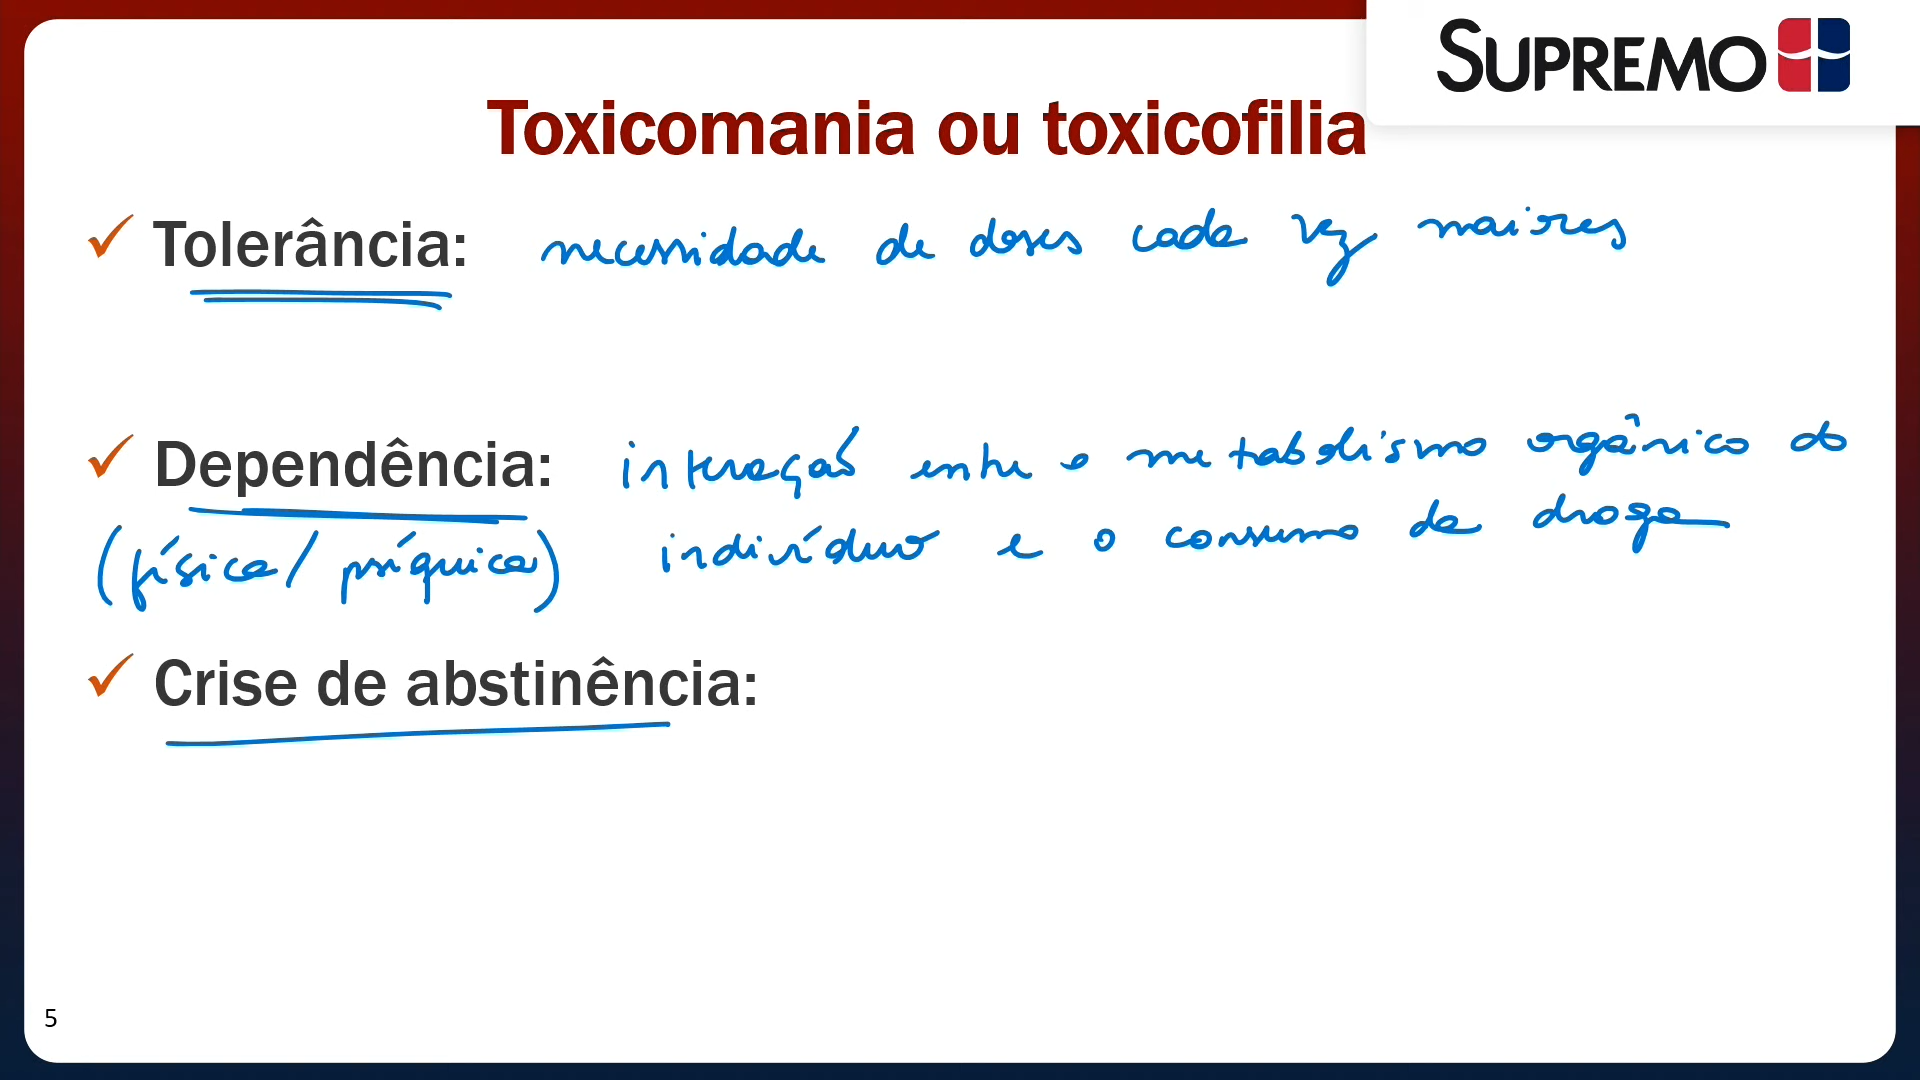 SUPREMO
Toxicomania ou toxicofilia
Tolerância: necessidade de doses cada vez maiores
Dependência: interação entre o metabolismo orgânico do
(física/psíquica) indivíduo e o consumo da droga
Crise de abstinência:
5